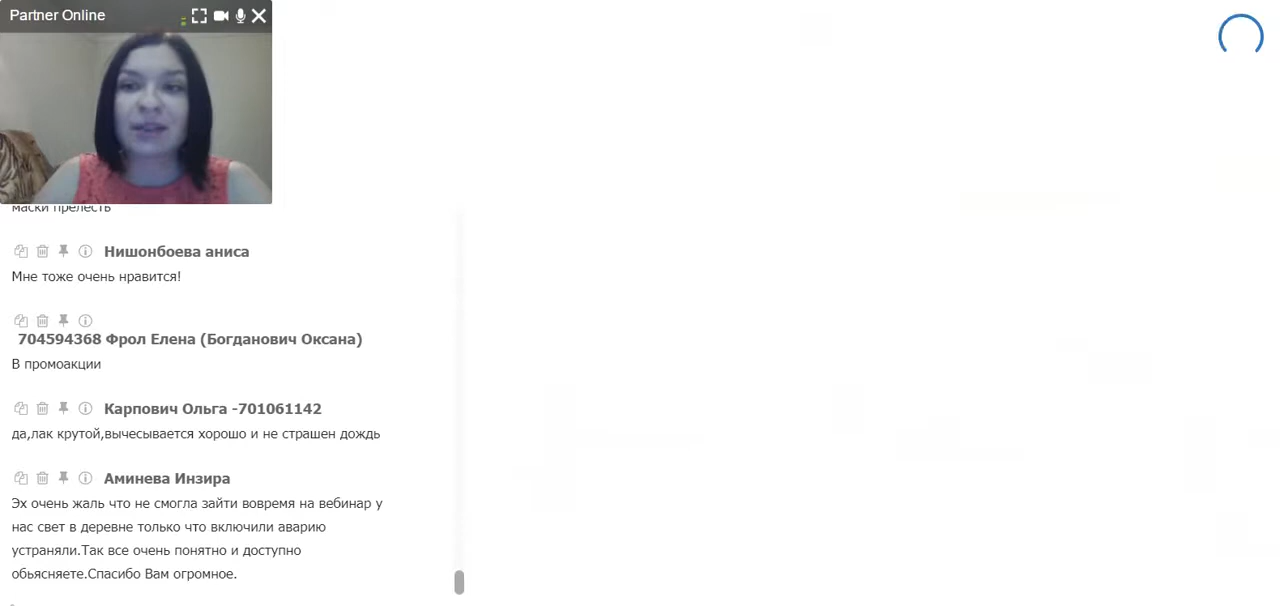 Partner Online
маски прелесть
Нишонбоева аниса
Мне тоже очень нравится!
704594368 Фрол Елена (Богданович Оксана)
В промоакции
Карпович Ольга -701061142
да,лак крутой,вычесывается хорошо и не страшен дождь
Аминева Инзира
Эх очень жаль что не смогла зайти вовремя на вебинар у
нас свет в деревне только что включили аварию
устраняли.Так все очень понятно и доступно
обьясняете.Спасибо Вам огромное.